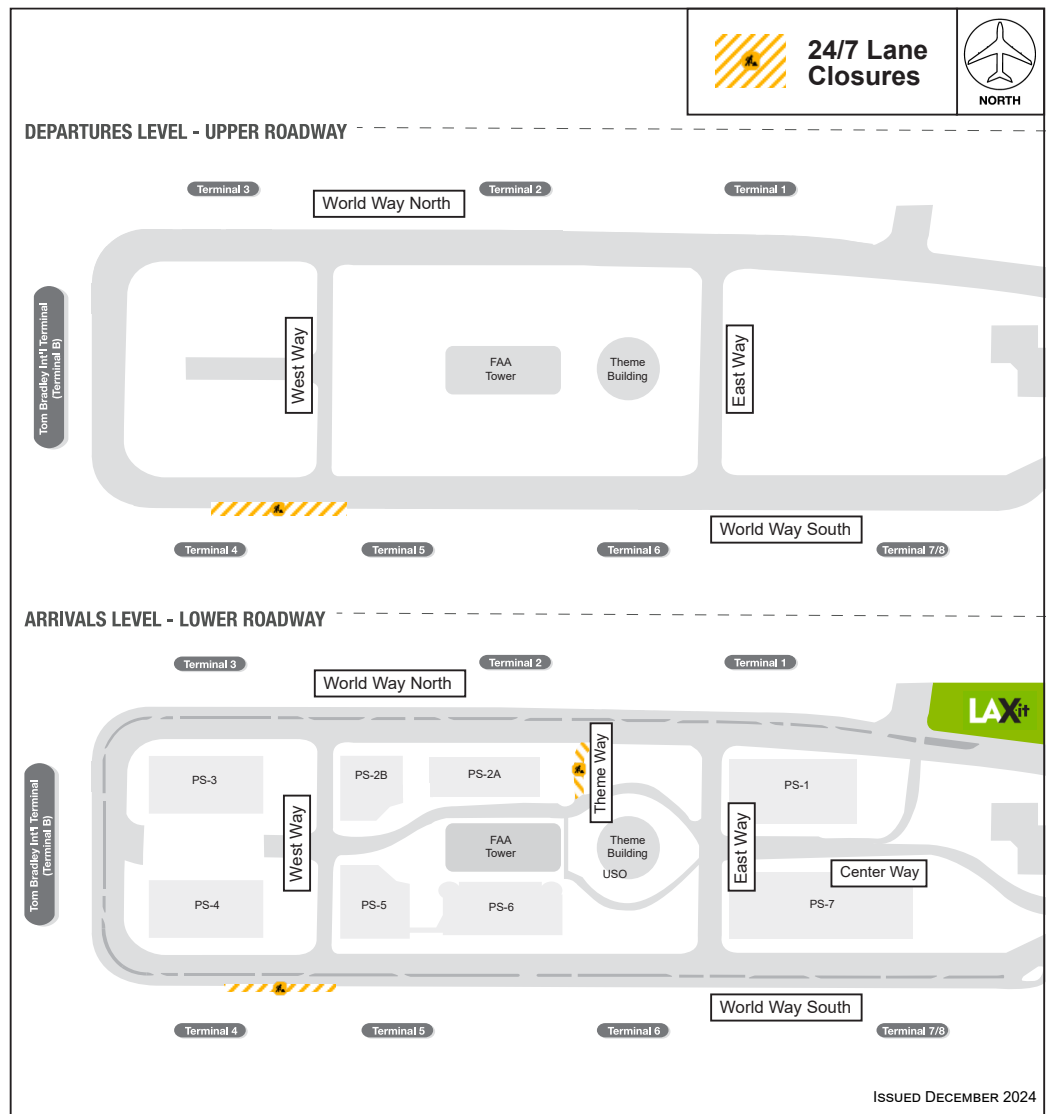 24/7 Lane
Closures
NORTH
DEPARTURES LEVEL - UPPER ROADWAY
Terminal 3
Terminal 2
Terminal 1
World Way North
Tom Bradley Int'l Terminal
(Terminal B)
West Way
FAA
Tower
Theme
Building
East Way
World Way South
Terminal 4
Terminal 5
Terminal 6
Terminal 7/8
ARRIVALS LEVEL - LOWER ROADWAY
Terminal 3
Terminal 2
Terminal 1
World Way North
LAXit
Theme Way
PS-3
PS-2B
PS-2A
PS-1
Tom Bradley Int'l Terminal
(Terminal B)
West Way
FAA
Tower
Theme
Building
USO
East Way
Center Way
PS-4
PS-5
PS-6
PS-7
World Way South
Terminal 4
Terminal 5
Terminal 6
Terminal 7/8
ISSUED DECEMBER 2024